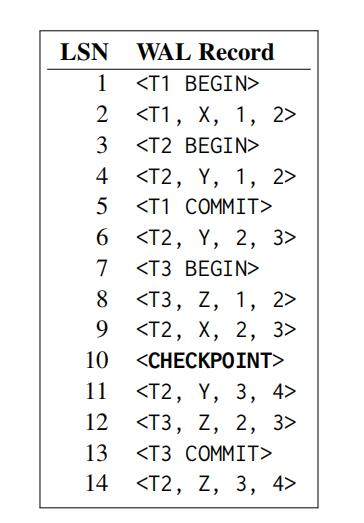 LSN WAL Record
1 <T1 BEGIN>
2 <T1, X, 1, 2>
3 <T2 BEGIN>
4 <T2, Y, 1, 2>
5 <T1 COMMIT>
6 <T2, Y, 2, 3>
7 <T3 BEGIN>
8 <T3, Z, 1, 2>
9 <T2, X, 2, 3>
10 <CHECKPOINT>
11 <T2, Y, 3, 4>
12 <T3, Z, 2, 3>
13 <T3 COMMIT>
14 <T2, Z, 3, 4>